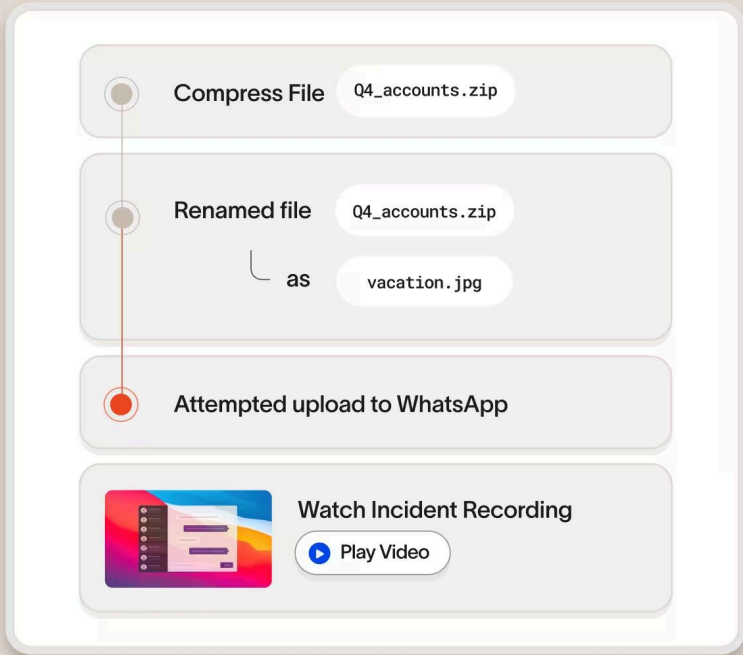 Compress File Q4_accounts.zip
Renamed file Q4_accounts.zip
as vacation.jpg
Attempted upload to WhatsApp
Watch Incident Recording
Play Video